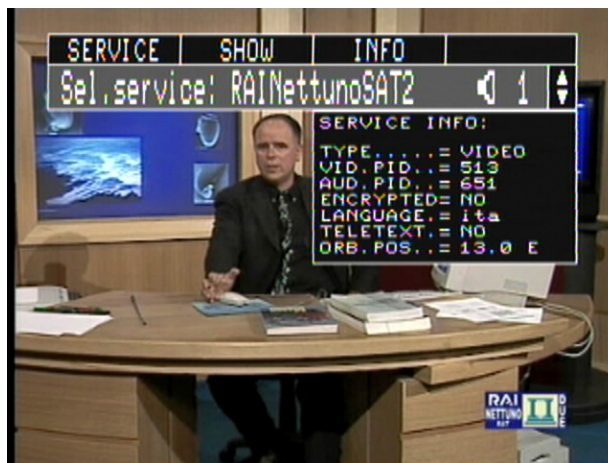 SERVICE SHOW INFO
Sel.service: RAINettunoSAT2 1
SERVICE INFO:
TYPE.....= VIDEO
VID.PID..= 513
AUD.PID..= 651
ENCRYPTED= NO
LANGUAGE.= ita
TELETEXT.= NO
ORB.POS..= 13.0 E
RAI
NETTUNO
SAT
DUE